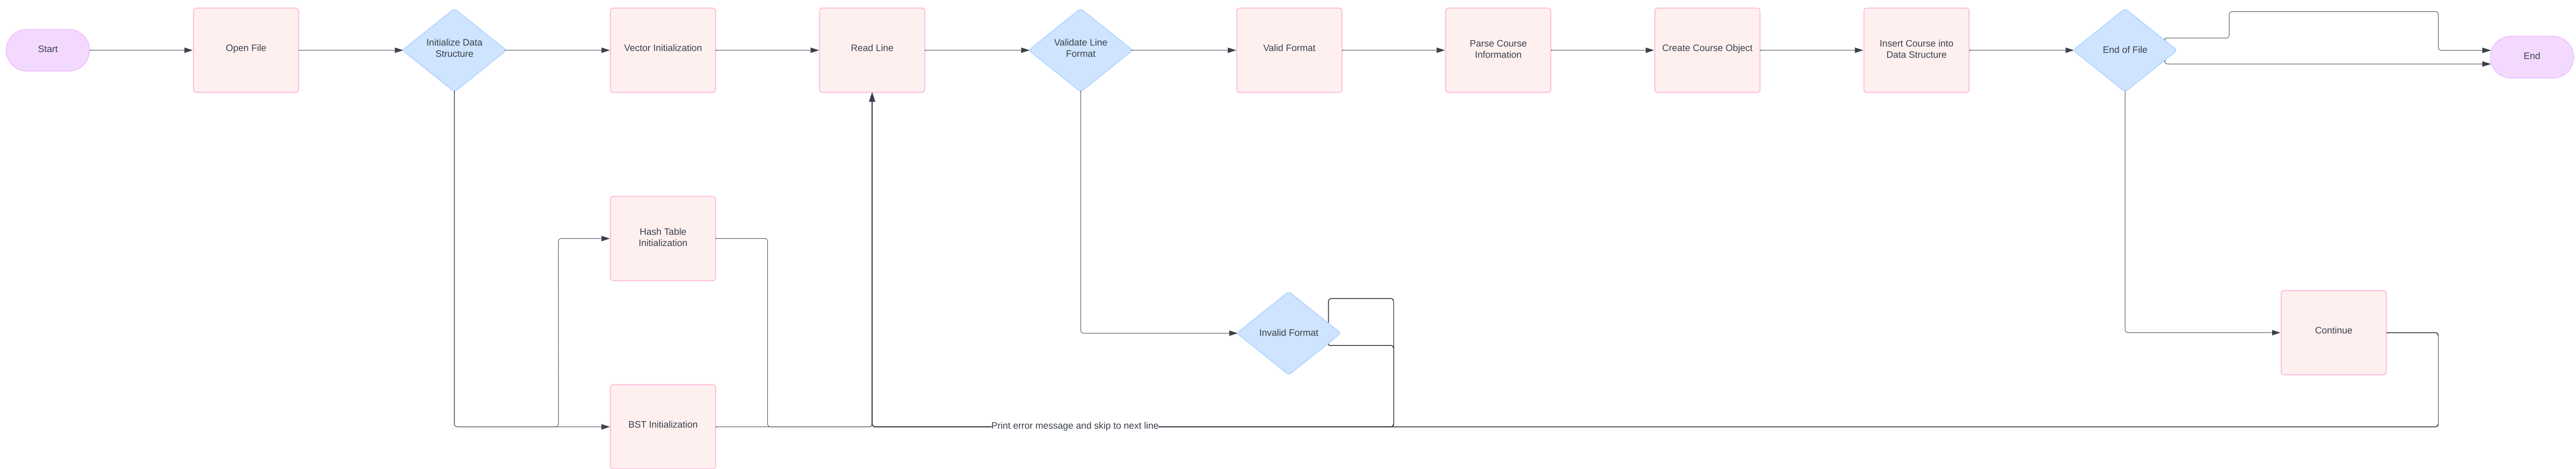 Start
Open File
Initialize Data
Structure
Vector Initialization
Read Line
Validate Line
Format
Valid Format
Parse Course
Information
Create Course Object
Insert Course into
Data Structure
End of File
End
Hash Table
Initialization
Invalid Format
Continue
BST Initialization
Print error message and skip to next line